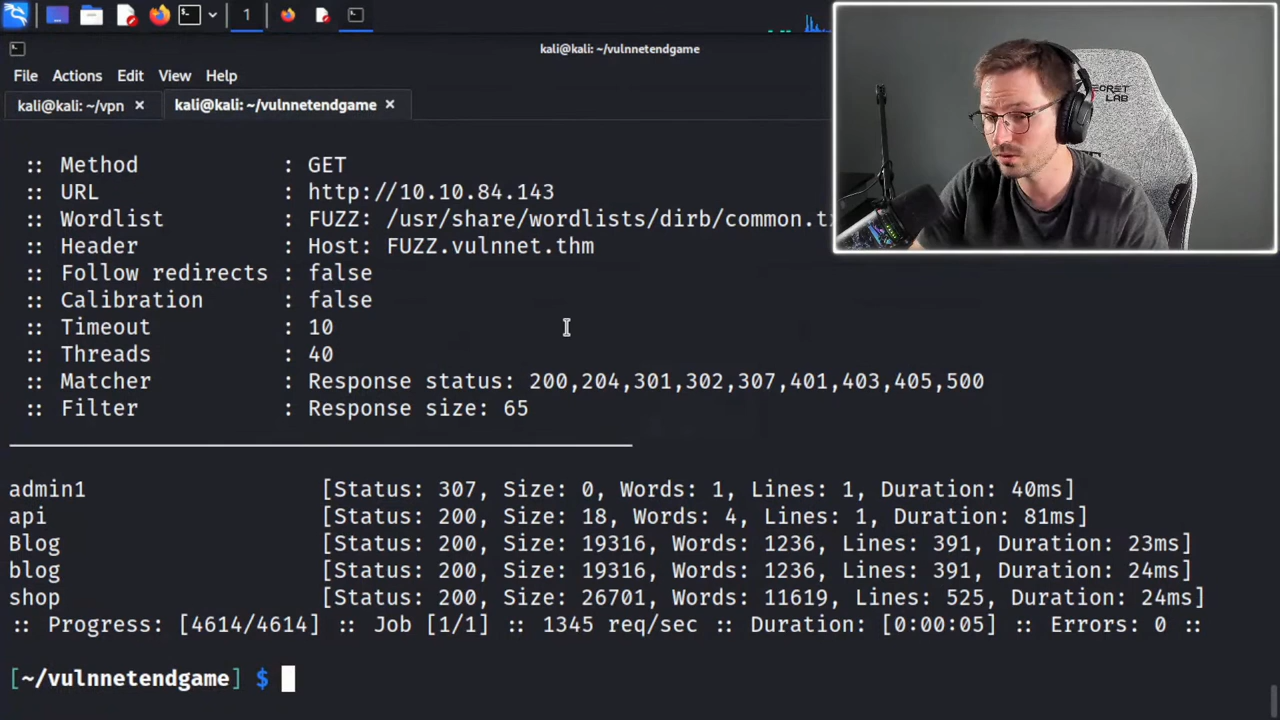 1
kali@kali: ~/vulnnetendgame
File Actions Edit View Help
kali@kali: ~/vpn × kali@kali: ~/vulnnetendgame ×
:: Method : GET
:: URL : http://10.10.84.143
:: Wordlist : FUZZ: /usr/share/wordlists/dirb/common.tx
:: Header : Host: FUZZ.vulnnet.thm
:: Follow redirects : false
:: Calibration : false
:: Timeout : 10
:: Threads : 40
:: Matcher : Response status: 200,204,301,302,307,401,403,405,500
:: Filter : Response size: 65
admin1 [Status: 307, Size: 0, Words: 1, Lines: 1, Duration: 40ms]
api [Status: 200, Size: 18, Words: 4, Lines: 1, Duration: 81ms]
Blog [Status: 200, Size: 19316, Words: 1236, Lines: 391, Duration: 23ms]
blog [Status: 200, Size: 19316, Words: 1236, Lines: 391, Duration: 24ms]
shop [Status: 200, Size: 26701, Words: 11619, Lines: 525, Duration: 24ms]
:: Progress: [4614/4614] :: Job [1/1] :: 1345 req/sec :: Duration: [0:00:05] :: Errors: 0 ::
[~/vulnnetendgame] $
ECRET
LAB